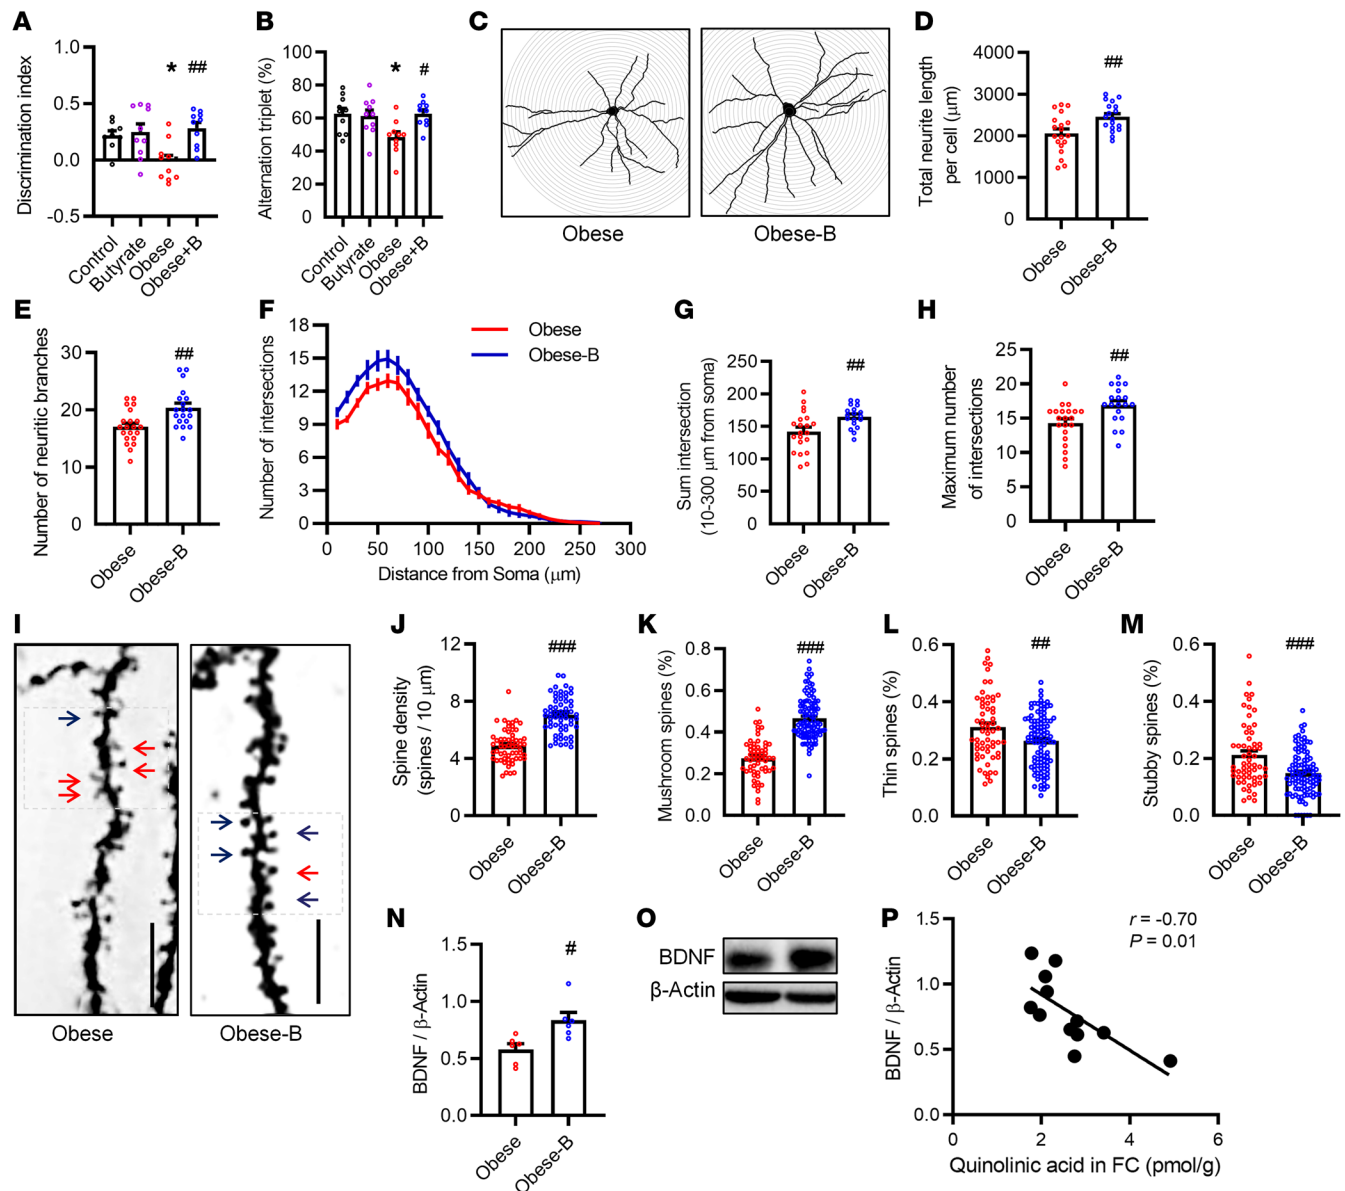 A
Discrimination index
1.0
0.5
0.0
-0.5
*
##
Control
Butyrate
Obese
Obese+B
B
Alternation triplet (%)
100
80
60
40
20
0
*
#
Control
Butyrate
Obese
Obese+B
C
Obese
Obese-B
D
Total neurite length
per cell (μm)
4000
3000
2000
1000
0
##
Obese
Obese-B
E
Number of neuritic branches
30
20
10
0
##
Obese
Obese-B
F
Number of intersections
18
15
12
9
6
3
0
Obese
Obese-B
0
50
100
150
200
250
300
Distance from Soma (μm)
G
Sum intersection
(10-300 μm from soma)
250
200
150
100
50
0
##
Obese
Obese-B
H
Maximum number
of intersections
25
20
15
10
5
0
##
Obese
Obese-B
I
Obese
Obese-B
J
Spine density
(spines / 10 μm)
12
8
4
0
###
Obese
Obese-B
K
Mushroom spines (%)
0.8
0.6
0.4
0.2
0.0
###
Obese
Obese-B
L
Thin spines (%)
0.6
0.4
0.2
0.0
##
Obese
Obese-B
M
Stubby spines (%)
0.6
0.4
0.2
0.0
###
Obese
Obese-B
N
BDNF / β-Actin
1.5
1.0
0.5
0.0
#
Obese
Obese-B
O
BDNF
β-Actin
P
BDNF / β-Actin
1.5
1.0
0.5
0.0
r = -0.70
P = 0.01
0
2
4
6
Quinolinic acid in FC (pmol/g)